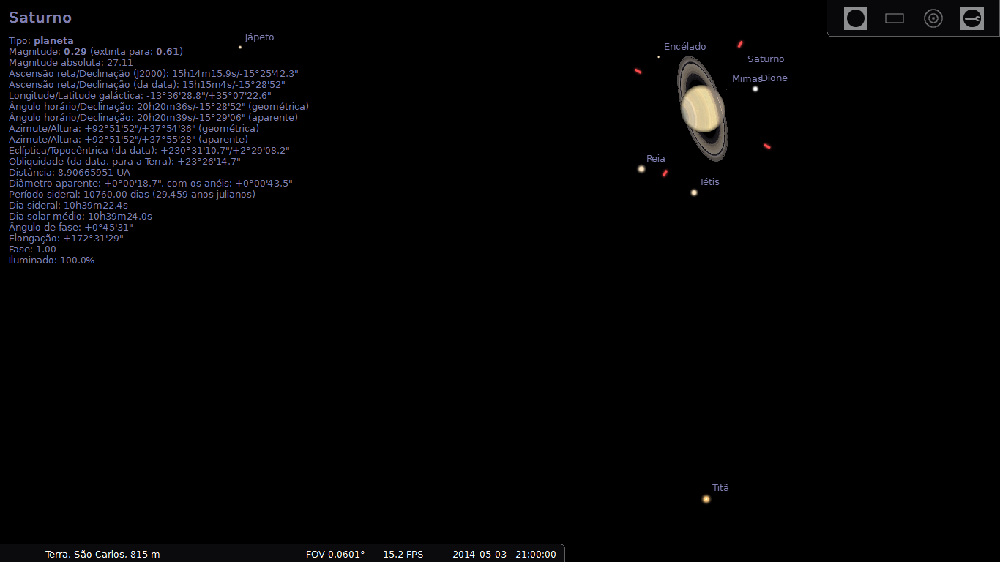 Saturno
Tipo: planeta
Magnitude: 0.29 (extinta para: 0.61)
Magnitude absoluta: 27.11
Ascensão reta/Declinação (J2000): 15h14m15.9s/-15°25'42.3"
Ascensão reta/Declinação (da data): 15h15m4s/-15°28'52"
Longitude/Latitude galáctica: -13°36'28.8"/+35°07'22.6"
Ângulo horário/Declinação: 20h20m36s/-15°28'52" (geométrica)
Ângulo horário/Declinação: 20h20m39s/-15°29'06" (aparente)
Azimute/Altura: +92°51'52"/+37°54'36" (geométrica)
Azimute/Altura: +92°51'52"/+37°55'28" (aparente)
Eclíptica/Topocêntrica (da data): +230°31'10.7"/+2°29'08.2"
Obliquidade (da data, para a Terra): +23°26'14.7"
Distância: 8.90665951 UA
Diâmetro aparente: +0°00'18.7", com os anéis: +0°00'43.5"
Período sideral: 10760.00 dias (29.459 anos julianos)
Dia sideral: 10h39m22.4s
Dia solar médio: 10h39m24.0s
Ângulo de fase: +0°45'31"
Elongação: +172°31'29"
Fase: 1.00
Iluminado: 100.0%
Jápeto
Encélado
Saturno
Mimas
Dione
Reia
Tétis
Titã
Terra, São Carlos, 815 m FOV 0.0601° 15.2 FPS 2014-05-03 21:00:00